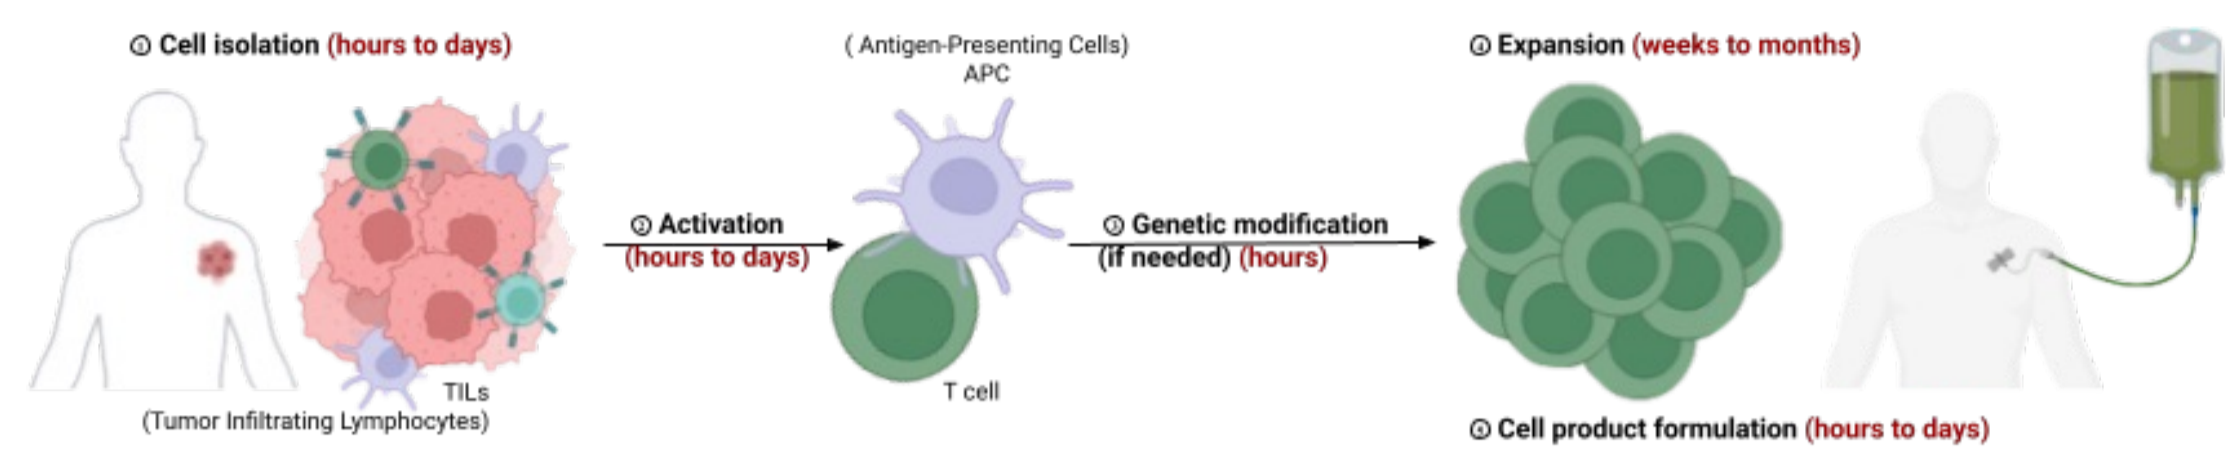 ① Cell isolation (hours to days)
TILs
(Tumor Infiltrating Lymphocytes)
② Activation
(hours to days)
( Antigen-Presenting Cells)
APC
T cell
③ Genetic modification
(if needed) (hours)
④ Expansion (weeks to months)
⑤ Cell product formulation (hours to days)